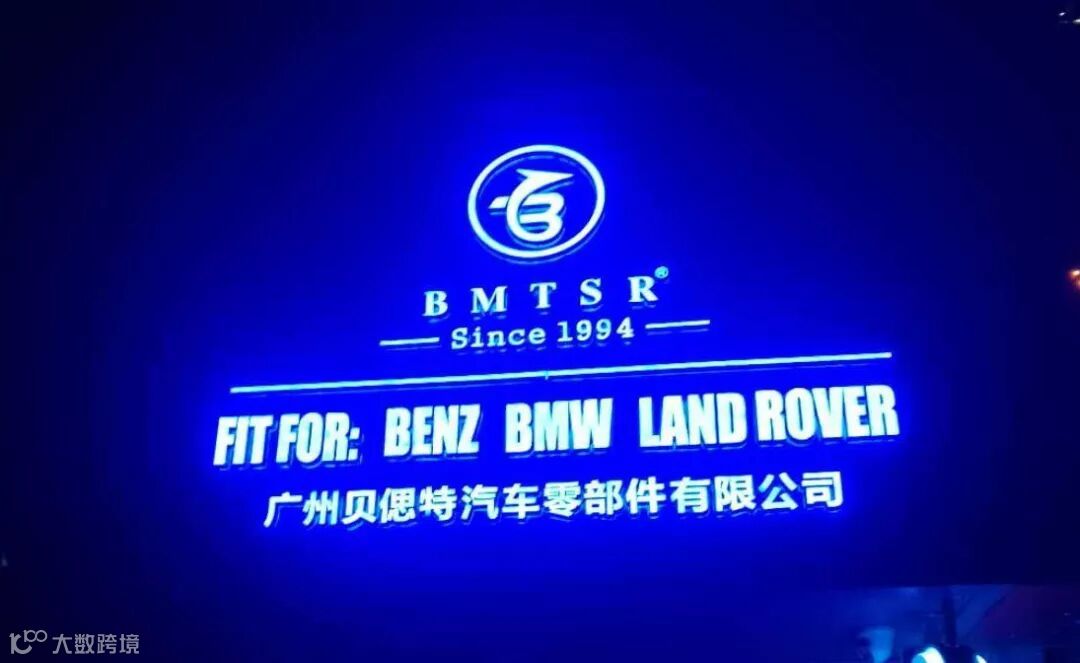 B M T S R®
Since 1994
FIT FOR: BENZ BMW LAND ROVER
广州贝偲特汽车零部件有限公司
大数跨境